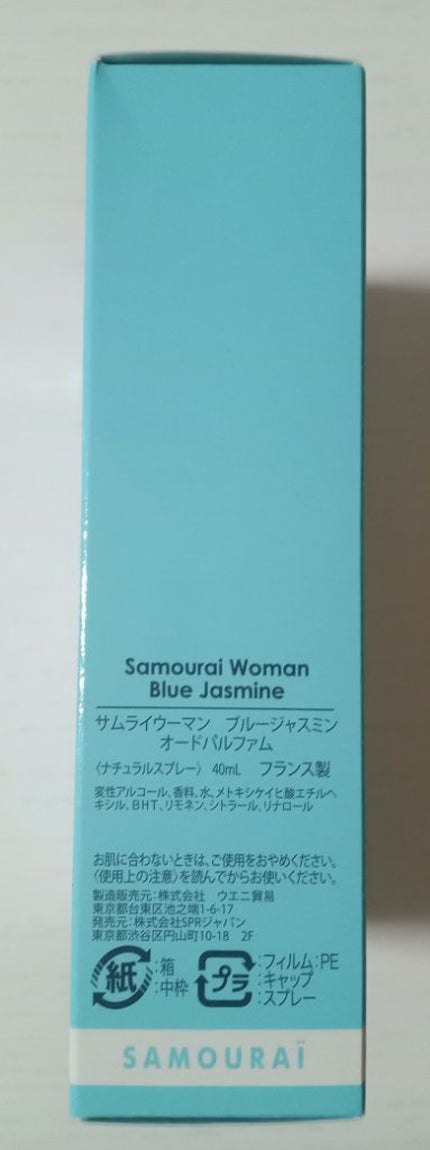 Samourai Woman
Blue Jasmine
サムライウーマン ブルージャスミン
オードパルファム
〈ナチュラルスプレー〉 40mL フランス製
変性アルコール、香料、水、メトキシケイヒ酸エチルヘ
キシル、BHT、リモネン、シトラール、リナロール
お肌に合わないときは、ご使用をおやめください。
〈使用上の注意〉を読んでからお使いください。
製造販売元：株式会社 ウエニ貿易
東京都台東区池之端1-6-17
発売元：株式会社SPRジャパン
東京都渋谷区円山町10-18 2F
紙 ：箱
：中枠
プラ ：フィルム：PE
：キャップ
：スプレー
SAMOURAÏ